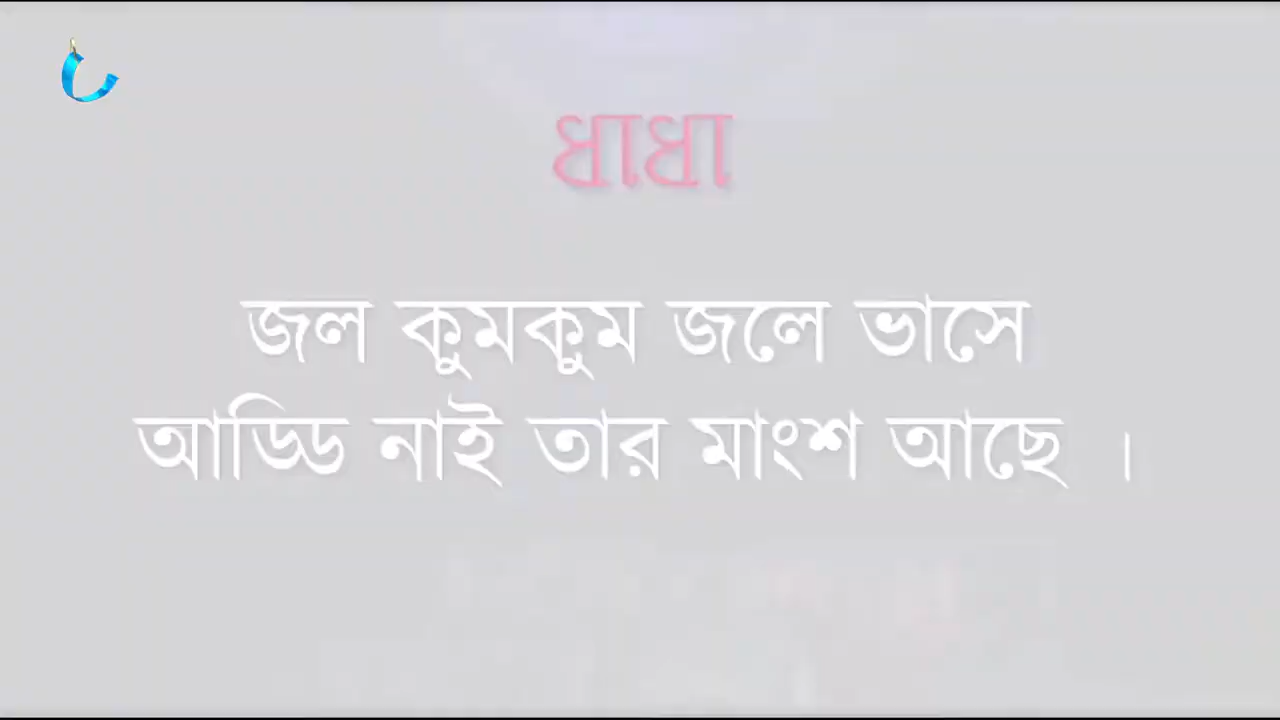 ধাধা
জল কুমকুম জলে ভাসে
আড্ডি নাই তার মাংশ আছে ।